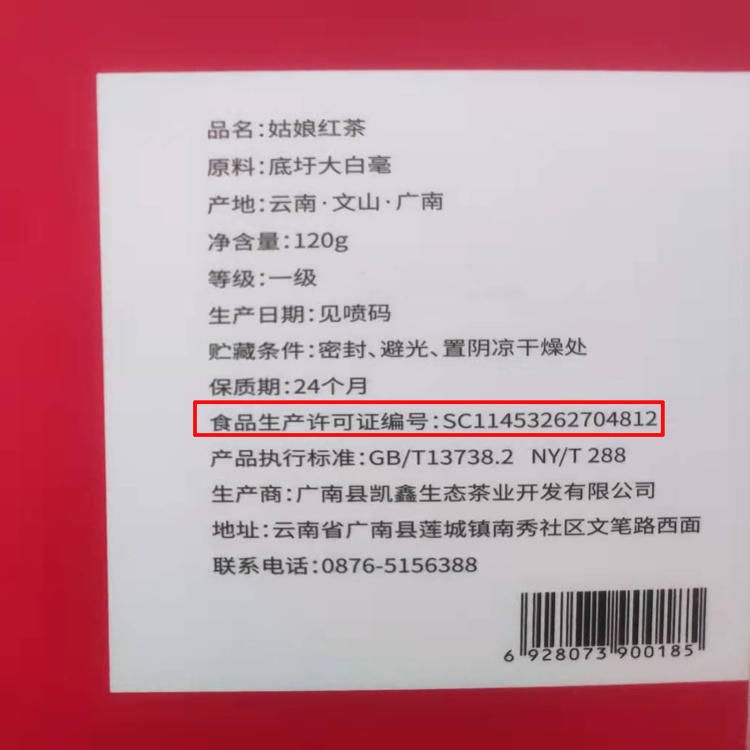 品名:姑娘红茶
原料:底圩大白毫
产地:云南·文山·广南
净含量:120g
等级:一级
生产日期:见喷码
贮藏条件:密封、避光、置阴凉干燥处
保质期:24个月
食品生产许可证编号:SC11453262704812
产品执行标准:GB/T13738.2 NY/T 288
生产商:广南县凯鑫生态茶业开发有限公司
地址:云南省广南县莲城镇南秀社区文笔路西面
联系电话:0876-5156388
6 928073 900185